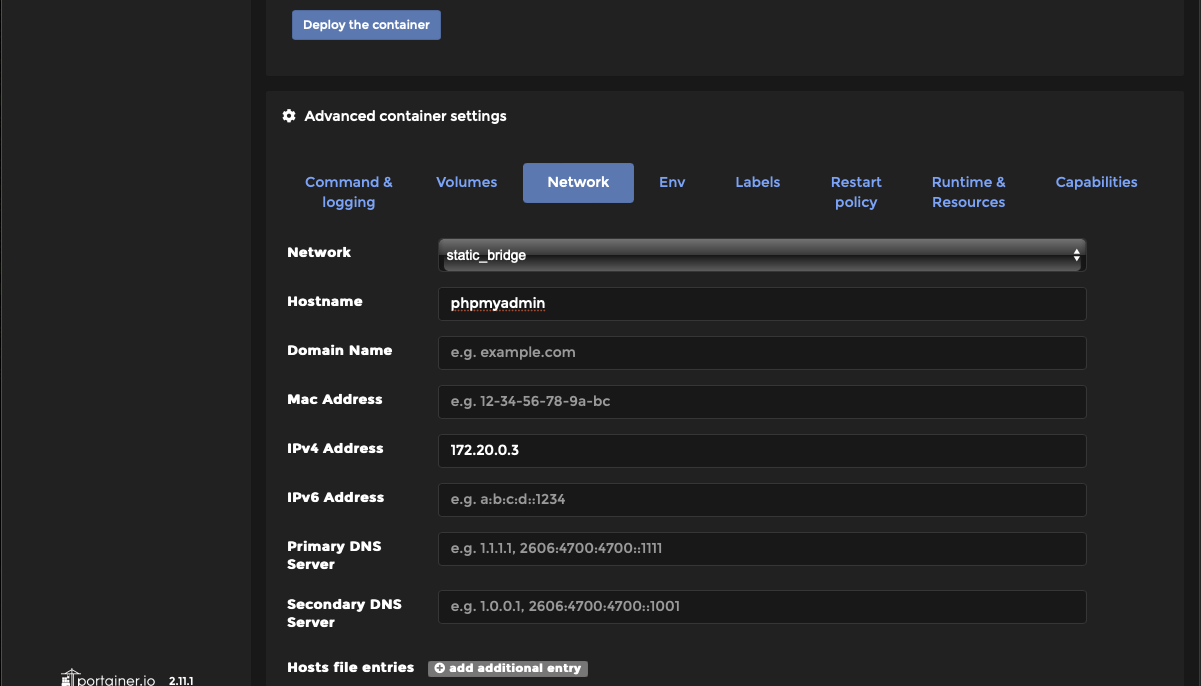 Deploy the container
Advanced container settings
Command & logging
Volumes
Network
Env
Labels
Restart policy
Runtime & Resources
Capabilities
Network
static_bridge
Hostname
phpmyadmin
Domain Name
e.g. example.com
Mac Address
e.g. 12-34-56-78-9a-bc
IPv4 Address
172.20.0.3
IPv6 Address
e.g. a:b:c:d::1234
Primary DNS Server
e.g. 1.1.1.1, 2606:4700:4700::1111
Secondary DNS Server
e.g. 1.0.0.1, 2606:4700:4700::1001
Hosts file entries
add additional entry
portainer.io 2.11.1